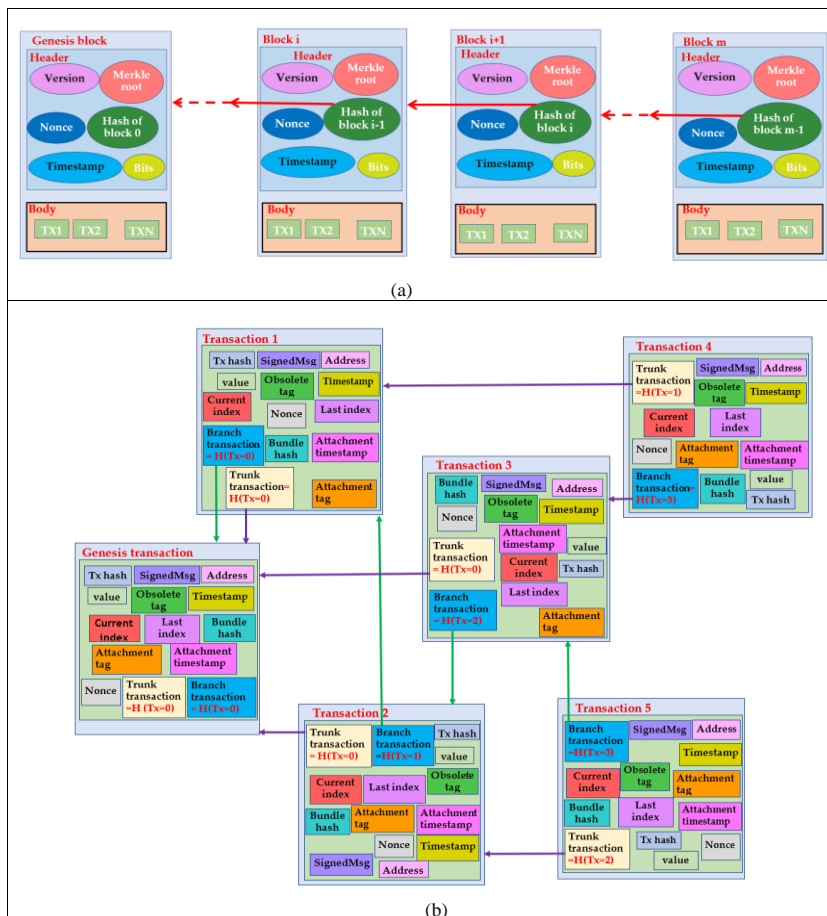 Genesis block
Header
Version
Merkle
root
Nonce
Hash of
block 0
Timestamp
Bits
Body
TX1
TX2
TXN
Block i
Header
Version
Merkle
root
Nonce
Hash of
block i-1
Timestamp
Bits
Body
TX1
TX2
TXN
Block i+1
Header
Version
Merkle
root
Nonce
Hash of
block i
Timestamp
Bits
Body
TX1
TX2
TXN
Block m
Header
Version
Merkle
root
Nonce
Hash of
block m-1
Timestamp
Bits
Body
TX1
TX2
TXN
(a)
Transaction 1
Tx hash
SignedMsg
Address
value
Obsolete
tag
Timestamp
Current
index
Nonce
Last index
Branch
transaction
= H(Tx=0)
Bundle
hash
Attachment
timestamp
Trunk
transaction=
H(Tx=0)
Attachment
tag
Transaction 4
Trunk
transaction
=H(Tx=1)
SignedMsg
Address
Obsolete
tag
Timestamp
Current
index
Last
index
Nonce
Attachment
tag
Attachment
timestamp
Branch
transaction=
H(Tx=3)
Bundle
hash
value
Tx hash
Transaction 3
Bundle
hash
SignedMsg
Address
Nonce
Obsolete
tag
Timestamp
Attachment
timestamp
value
Trunk
transaction
= H(Tx=0)
Current
index
Tx hash
Branch
transaction
= H(Tx=2)
Last index
Attachment
tag
Genesis transaction
Tx hash
SignedMsg
Address
value
Obsolete
tag
Timestamp
Current
index
Last
index
Bundle
hash
Attachment
tag
Attachment
timestamp
Nonce
Trunk
transaction
=H (Tx=0)
Branch
transaction
= H(Tx=0)
Transaction 2
Trunk
transaction
= H(Tx=0)
Branch
transaction
=H(Tx=1)
Tx hash
value
Current
index
Last index
Obsolete
tag
Bundle
hash
Attachment
tag
Attachment
timestamp
Nonce
Timestamp
SignedMsg
Address
Transaction 5
Branch
transaction
=H(Tx=3)
SignedMsg
Address
Timestamp
Current
index
Obsolete
tag
Attachment
tag
Bundle
hash
Last
index
Attachment
timestamp
Trunk
transaction
=H(Tx=2)
Tx hash
value
Nonce
(b)